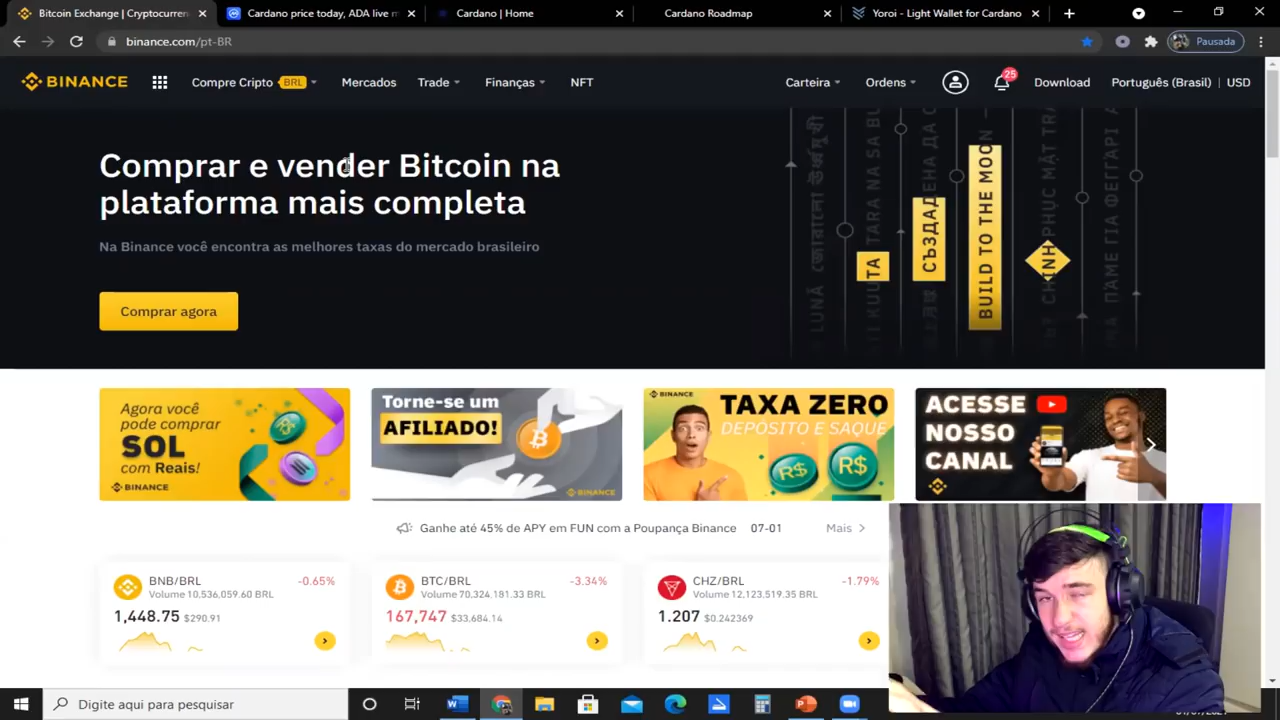 Bitcoin Exchange | Cryptocurren
Cardano price today, ADA live m
Cardano | Home
Cardano Roadmap
Yoroi - Light Wallet for Cardano
binance.com/pt-BR
Pausada
BINANCE
Compre Cripto BRL
Mercados
Trade
Finanças
NFT
Carteira
Ordens
25
Download
Português (Brasil) | USD
Comprar e vender Bitcoin na
plataforma mais completa
Na Binance você encontra as melhores taxas do mercado brasileiro
Comprar agora
TA
СЪЗДАД
BUILD TO THE MOON
Agora você
pode comprar
SOL
com Reais!
BINANCE
Torne-se um
AFILIADO!
BINANCE
BINANCE
TAXA ZERO
DEPÓSITO E SAQUE
R$
R$
ACESSE
NOSSO
CANAL
Ganhe até 45% de APY em FUN com a Poupança Binance 07-01
Mais
BNB/BRL -0.65%
Volume 10,536,059.60 BRL
1,448.75 $290.91
BTC/BRL -3.34%
Volume 70,324,181.33 BRL
167,747 $33,684.14
CHZ/BRL -1.79%
Volume 12,123,519.35 BRL
1.207 $0.242369
Digite aqui para pesquisar